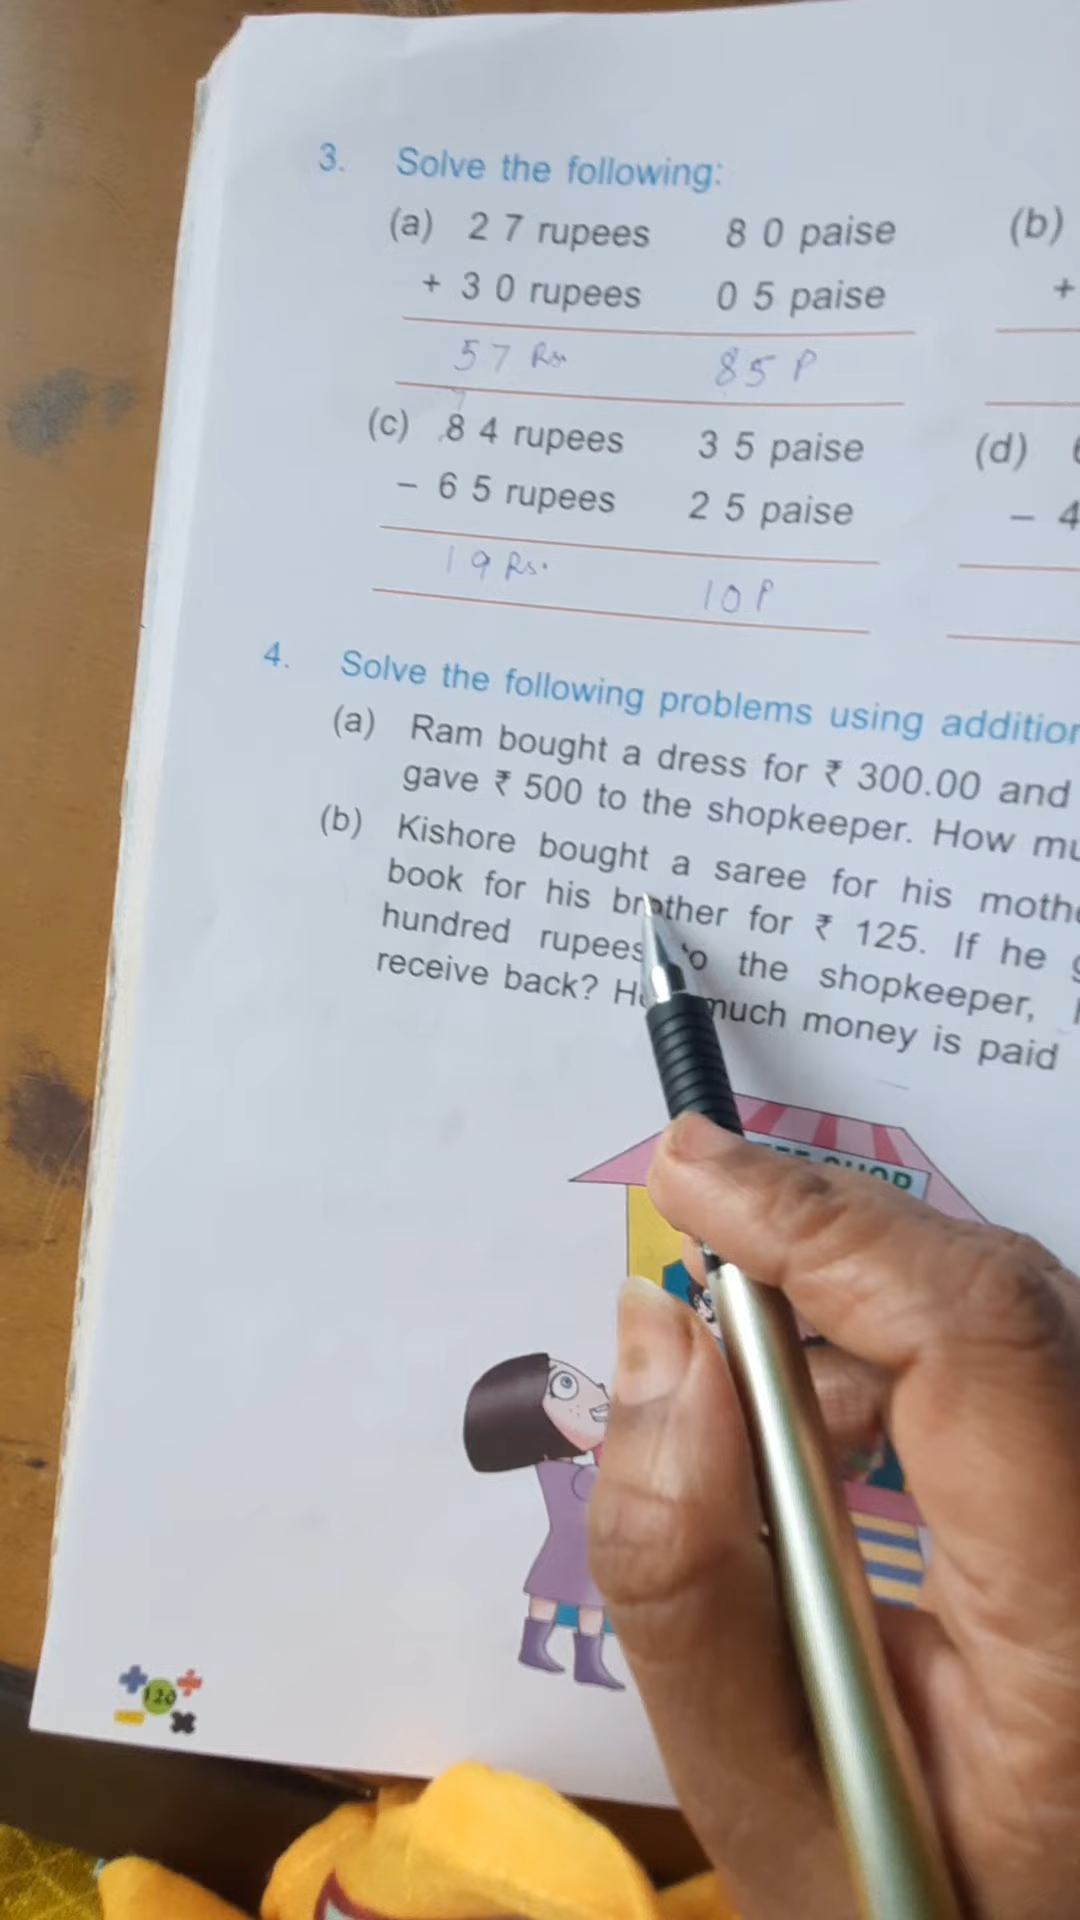 3. Solve the following:
(a) 2 7 rupees 8 0 paise (b)
+ 3 0 rupees 0 5 paise +
57 Rs 85 P
(c) 8 4 rupees 3 5 paise (d)
− 6 5 rupees 2 5 paise − 4
19 Rs. 10 P
4. Solve the following problems using addition
(a) Ram bought a dress for ₹ 300.00 and
gave ₹ 500 to the shopkeeper. How
(b) Kishore bought a saree for his
book for his brother for ₹ 125. If he
hundred rupees to the shopkeeper,
receive back? much money is paid
SHOP
120